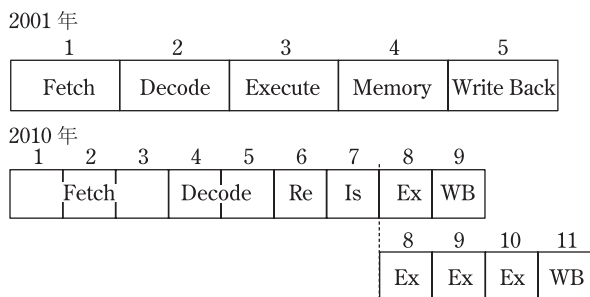 2001 年
1 2 3 4 5
Fetch Decode Execute Memory Write Back
2010 年
1 2 3 4 5 6 7 8 9
Fetch Decode Re Is Ex WB
8 9 10 11
Ex Ex Ex WB